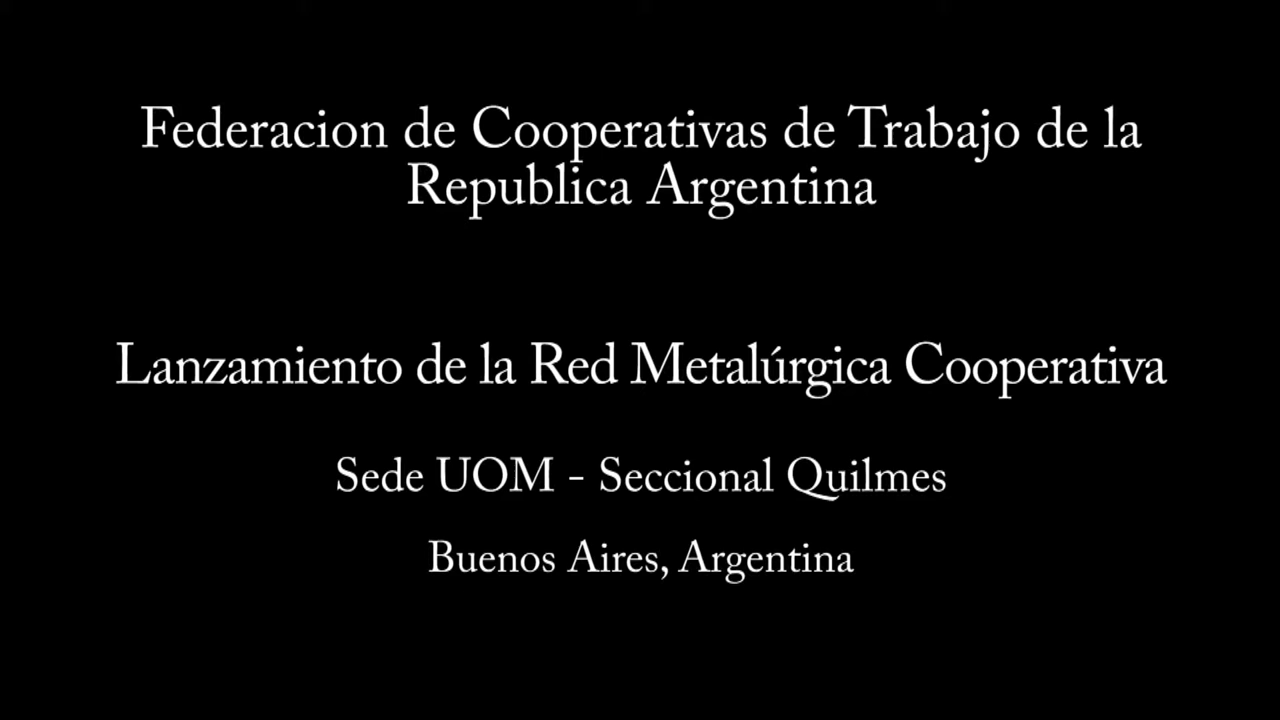 Federacion de Cooperativas de Trabajo de la
Republica Argentina
Lanzamiento de la Red Metalúrgica Cooperativa
Sede UOM - Seccional Quilmes
Buenos Aires, Argentina